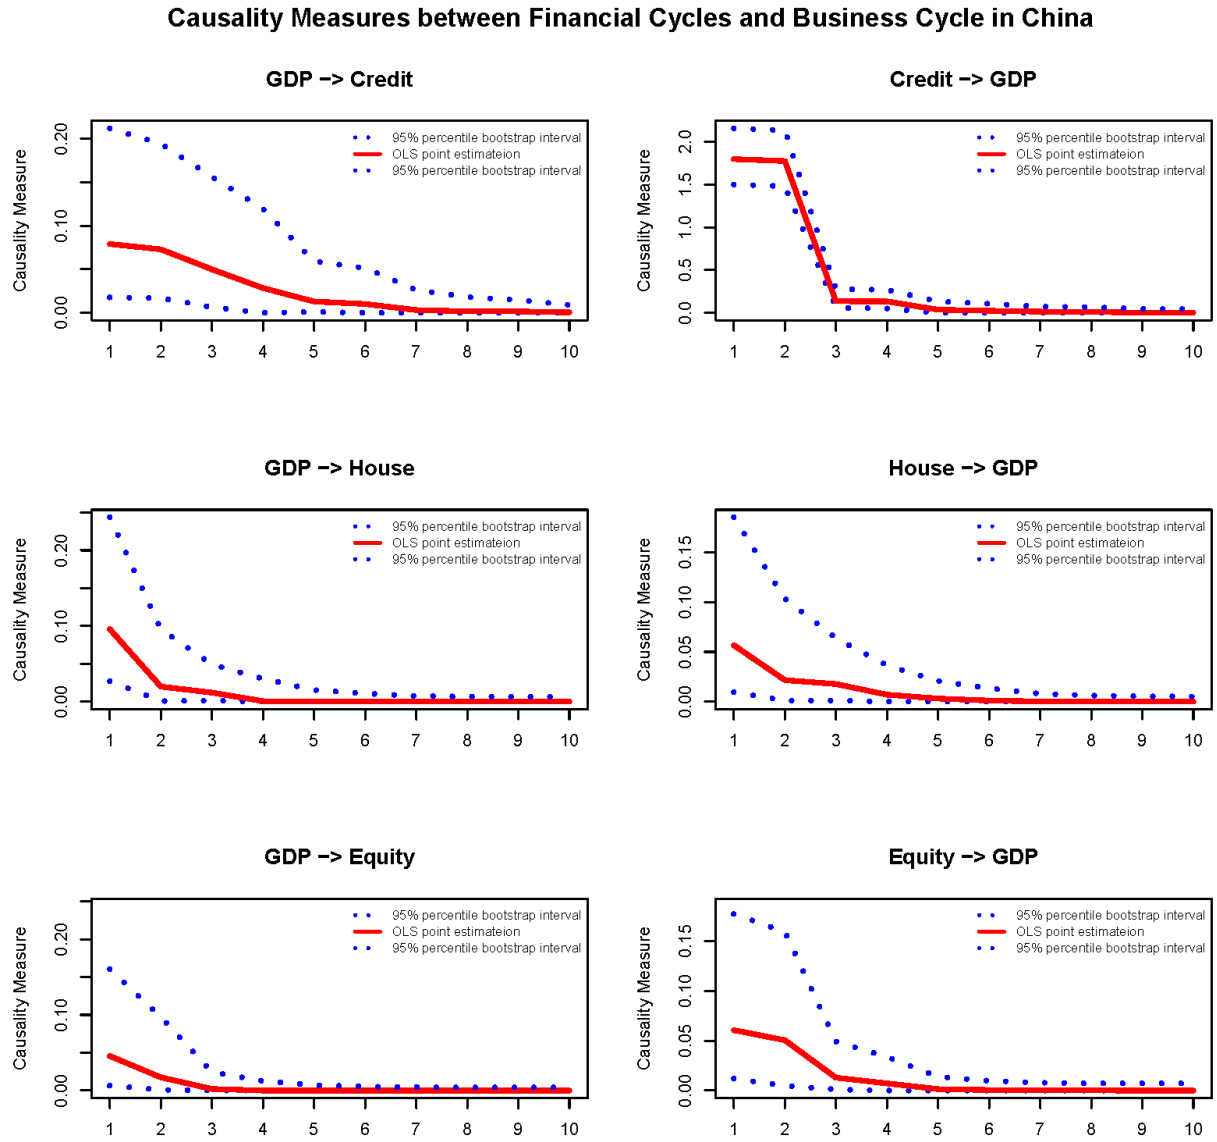 Causality Measures between Financial Cycles and Business Cycle in China
GDP −> Credit
Causality Measure
0.00 0.10 0.20
95% percentile bootstrap interval
OLS point estimateion
95% percentile bootstrap interval
1 2 3 4 5 6 7 8 9 10
Credit −> GDP
Causality Measure
0.0 0.5 1.0 1.5 2.0
95% percentile bootstrap interval
OLS point estimateion
95% percentile bootstrap interval
1 2 3 4 5 6 7 8 9 10
GDP −> House
Causality Measure
0.00 0.10 0.20
95% percentile bootstrap interval
OLS point estimateion
95% percentile bootstrap interval
1 2 3 4 5 6 7 8 9 10
House −> GDP
Causality Measure
0.00 0.05 0.10 0.15
95% percentile bootstrap interval
OLS point estimateion
95% percentile bootstrap interval
1 2 3 4 5 6 7 8 9 10
GDP −> Equity
Causality Measure
0.00 0.10 0.20
95% percentile bootstrap interval
OLS point estimateion
95% percentile bootstrap interval
1 2 3 4 5 6 7 8 9 10
Equity −> GDP
Causality Measure
0.00 0.05 0.10 0.15
95% percentile bootstrap interval
OLS point estimateion
95% percentile bootstrap interval
1 2 3 4 5 6 7 8 9 10